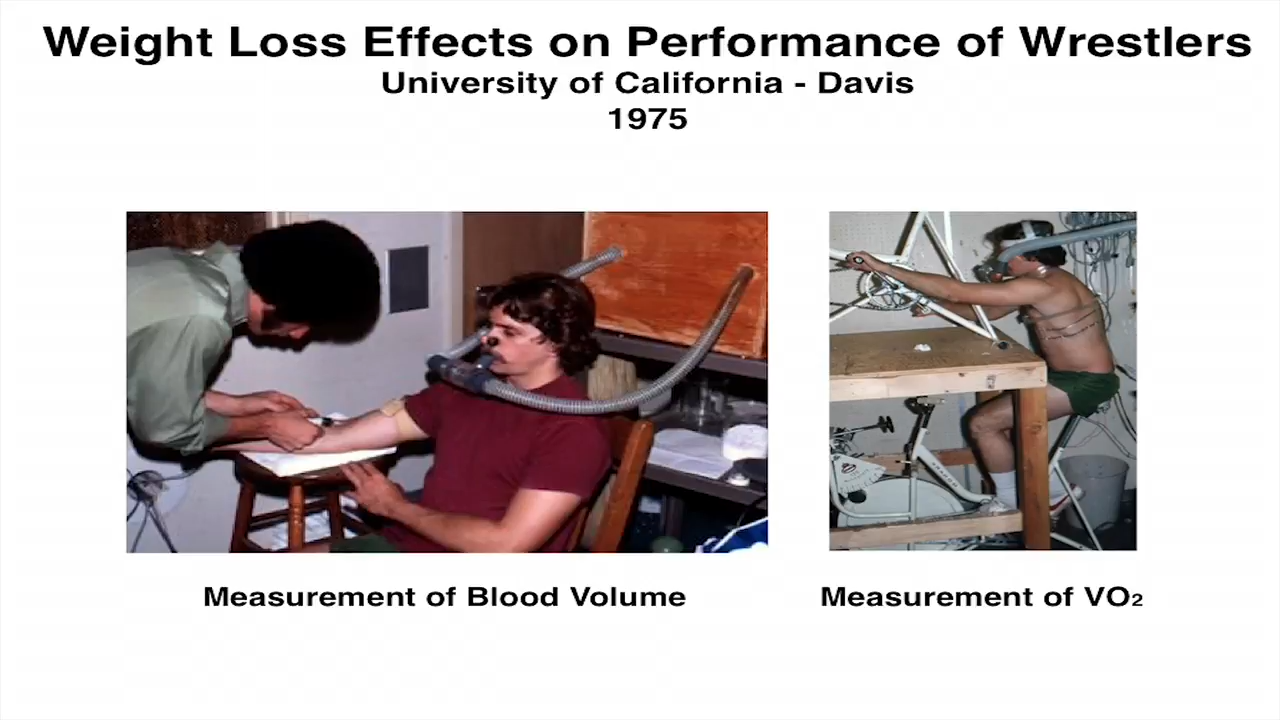 Weight Loss Effects on Performance of Wrestlers
University of California - Davis
1975
Measurement of Blood Volume
Measurement of VO₂